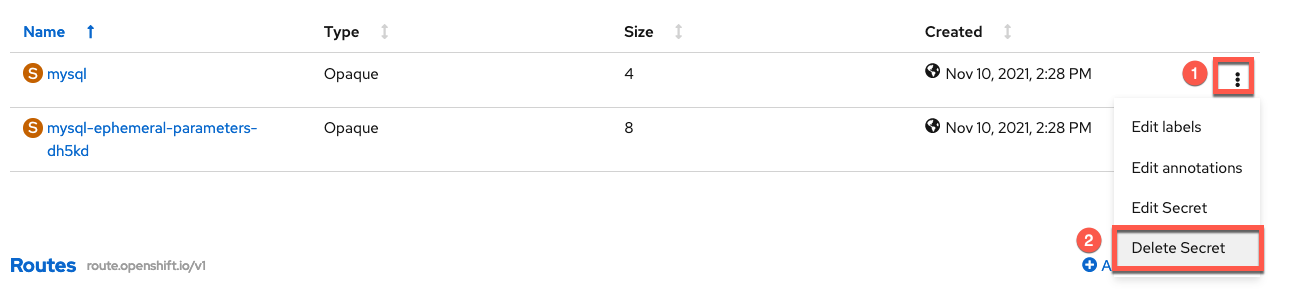 Name Type Size Created
S mysql Opaque 4 Nov 10, 2021, 2:28 PM 1
S mysql-ephemeral-parameters- Opaque 8 Nov 10, 2021, 2:28 PM
dh5kd
Edit labels
Edit annotations
Edit Secret
2 Delete Secret
Routes route.openshift.io/v1 A